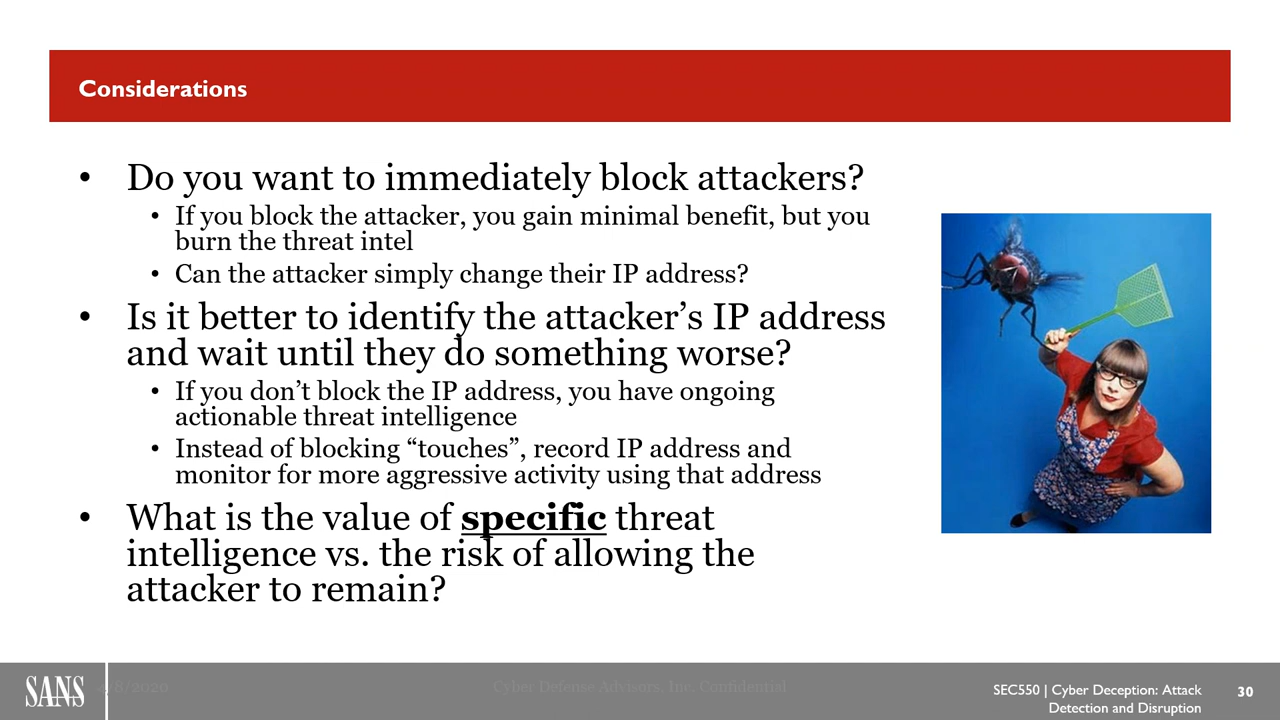 Considerations
• Do you want to immediately block attackers?
• If you block the attacker, you gain minimal benefit, but you
burn the threat intel
• Can the attacker simply change their IP address?
• Is it better to identify the attacker’s IP address
and wait until they do something worse?
• If you don’t block the IP address, you have ongoing
actionable threat intelligence
• Instead of blocking “touches”, record IP address and
monitor for more aggressive activity using that address
• What is the value of specific threat
intelligence vs. the risk of allowing the
attacker to remain?
SANS
Cyber Defense Advisors, Inc. Confidential
SEC550 | Cyber Deception: Attack
Detection and Disruption
30